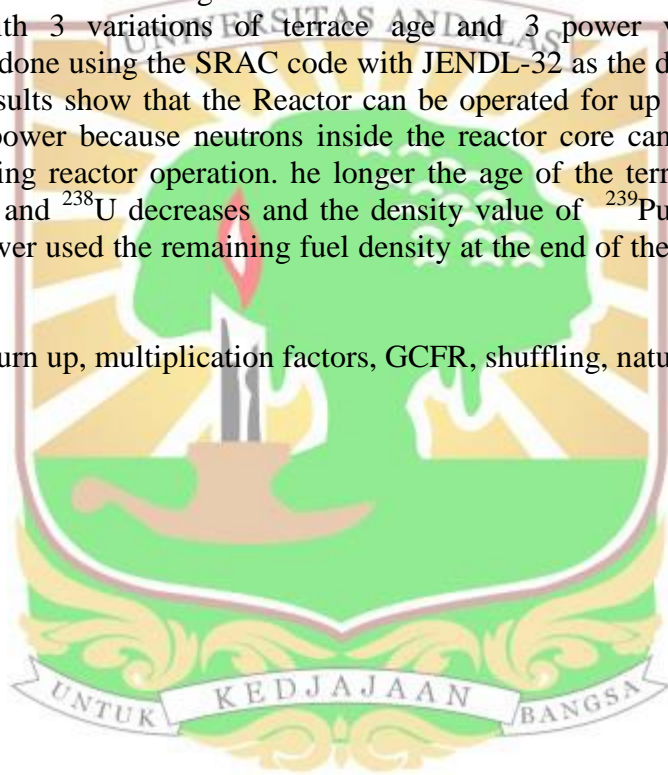 ith 3 variations of terrace age and 3 power v
UNIVERSITAS ANDALAS
done using the SRAC code with JENDL-32 as the d
sults show that the Reactor can be operated for up
power because neutrons inside the reactor core can
ing reactor operation. he longer the age of the terr
and ²³⁸U decreases and the density value of ²³⁹Pu
ver used the remaining fuel density at the end of the
urn up, multiplication factors, GCFR, shuffling, natu
UNTUK KEDJAJAAN BANGSA